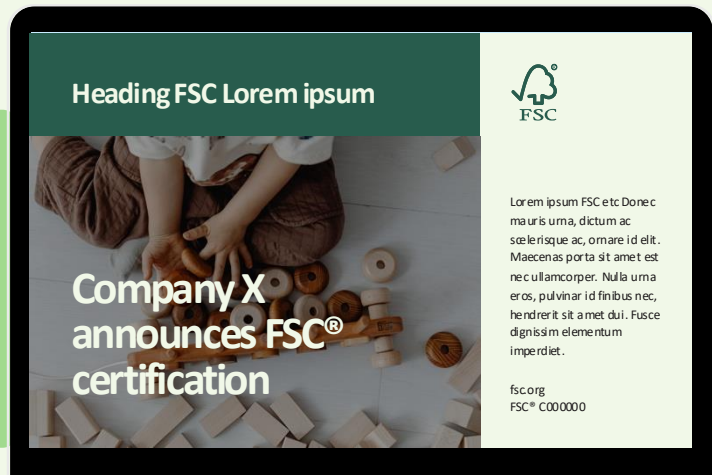 Heading FSC Lorem ipsum
Company X
announces FSC®
certification
FSC
Lorem ipsum FSC etc Donec
mauris urna, dictum ac
scelerisque ac, ornare id elit.
Maecenas porta sit amet est
nec ullamcorper. Nulla urna
eros, pulvinar id finibus nec,
hendrerit sit amet dui. Fusce
dignissim elementum
imperdiet.
fsc.org
FSC® C000000